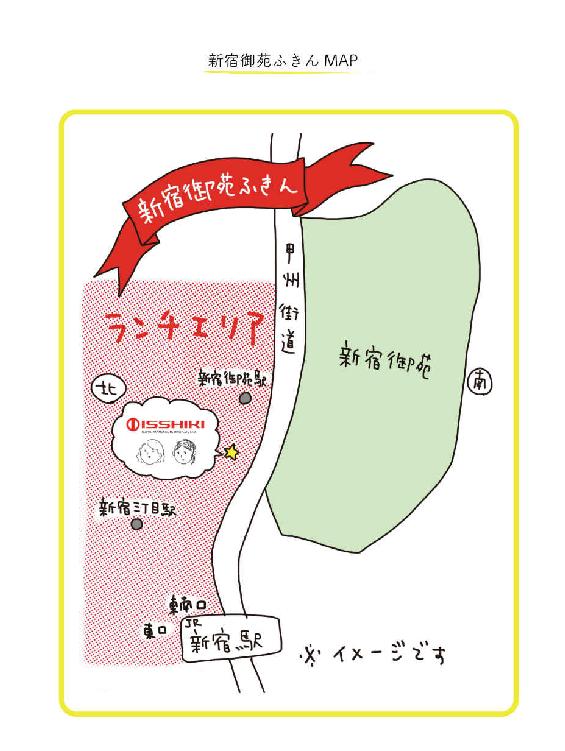 新宿御苑ふきんMAP
新宿御苑ふきん
甲州街道
ランチエリア
新宿御苑
新宿御苑駅
北
南
ISSHIKI
新宿三丁目駅
東南口
東口
JR
新宿駅
※イメージです